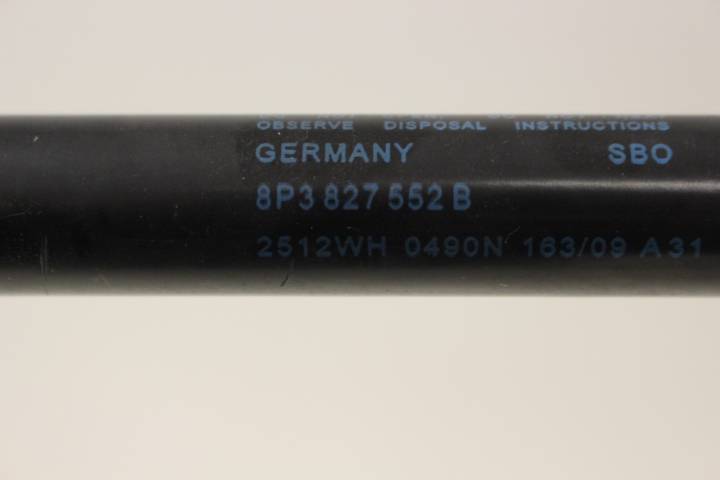 OBSERVE DISPOSAL INSTRUCTIONS
GERMANY SBO
8P3 827 552 B
2512WH 0490N 163/09 A31